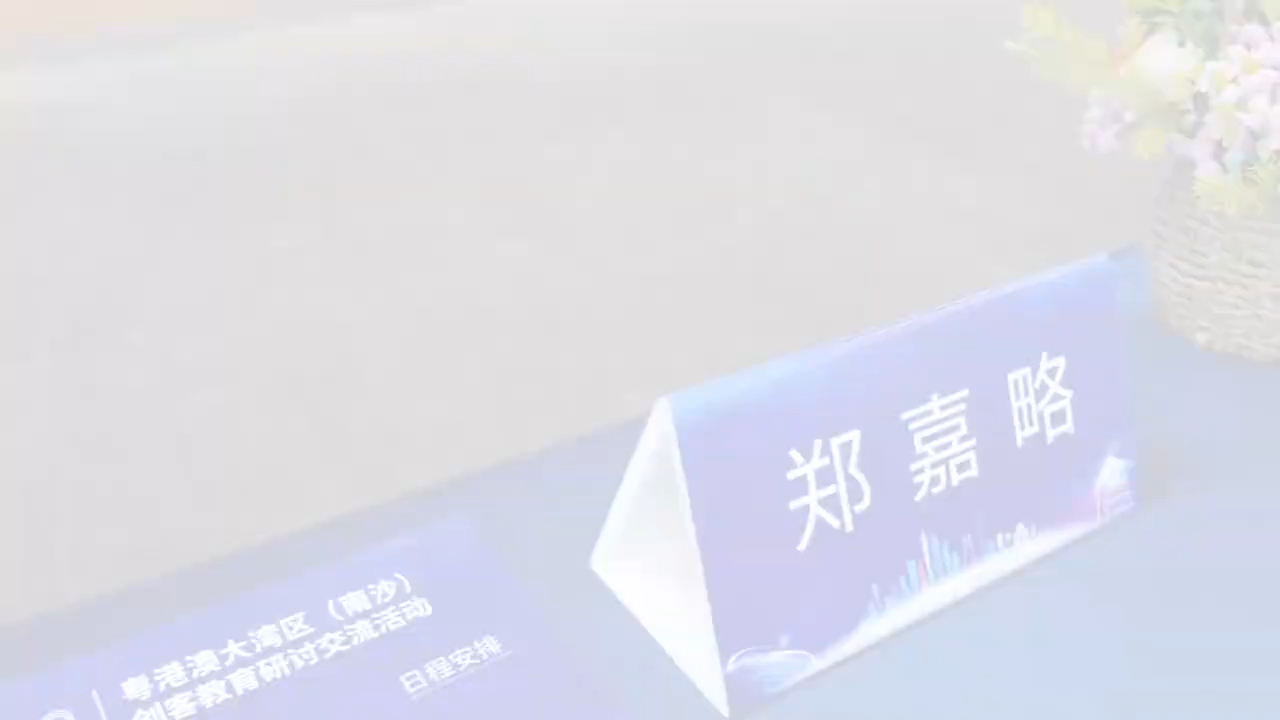 郑嘉略
粤港澳大湾区（南沙）
创客教育研讨交流活动
日程安排